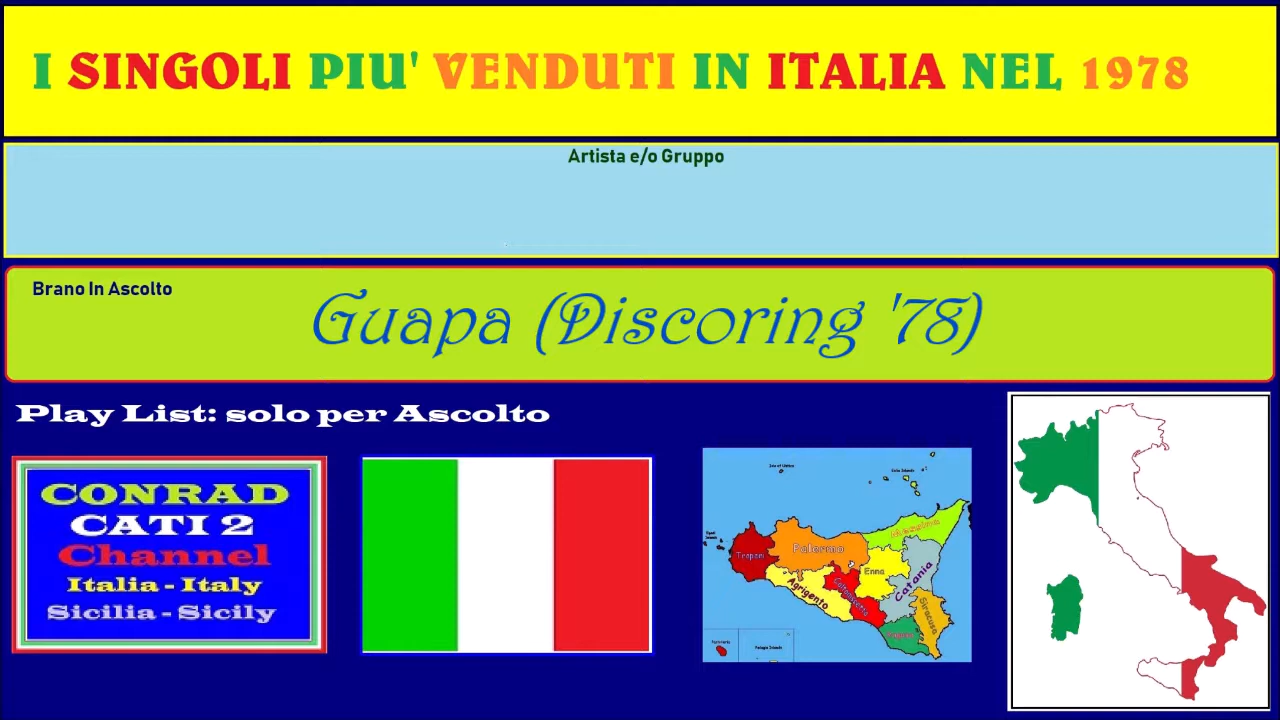 I SINGOLI PIU' VENDUTI IN ITALIA NEL 1978
Artista e/o Gruppo
Brano In Ascolto
Guapa (Discoring '78)
Play List: solo per Ascolto
CONRAD
CATI 2
Channel
Italia - Italy
Sicilia - Sicily
Messina
Palermo
Trapani
Enna
Catania
Agrigento
Caltanissetta
Siracusa
Ragusa